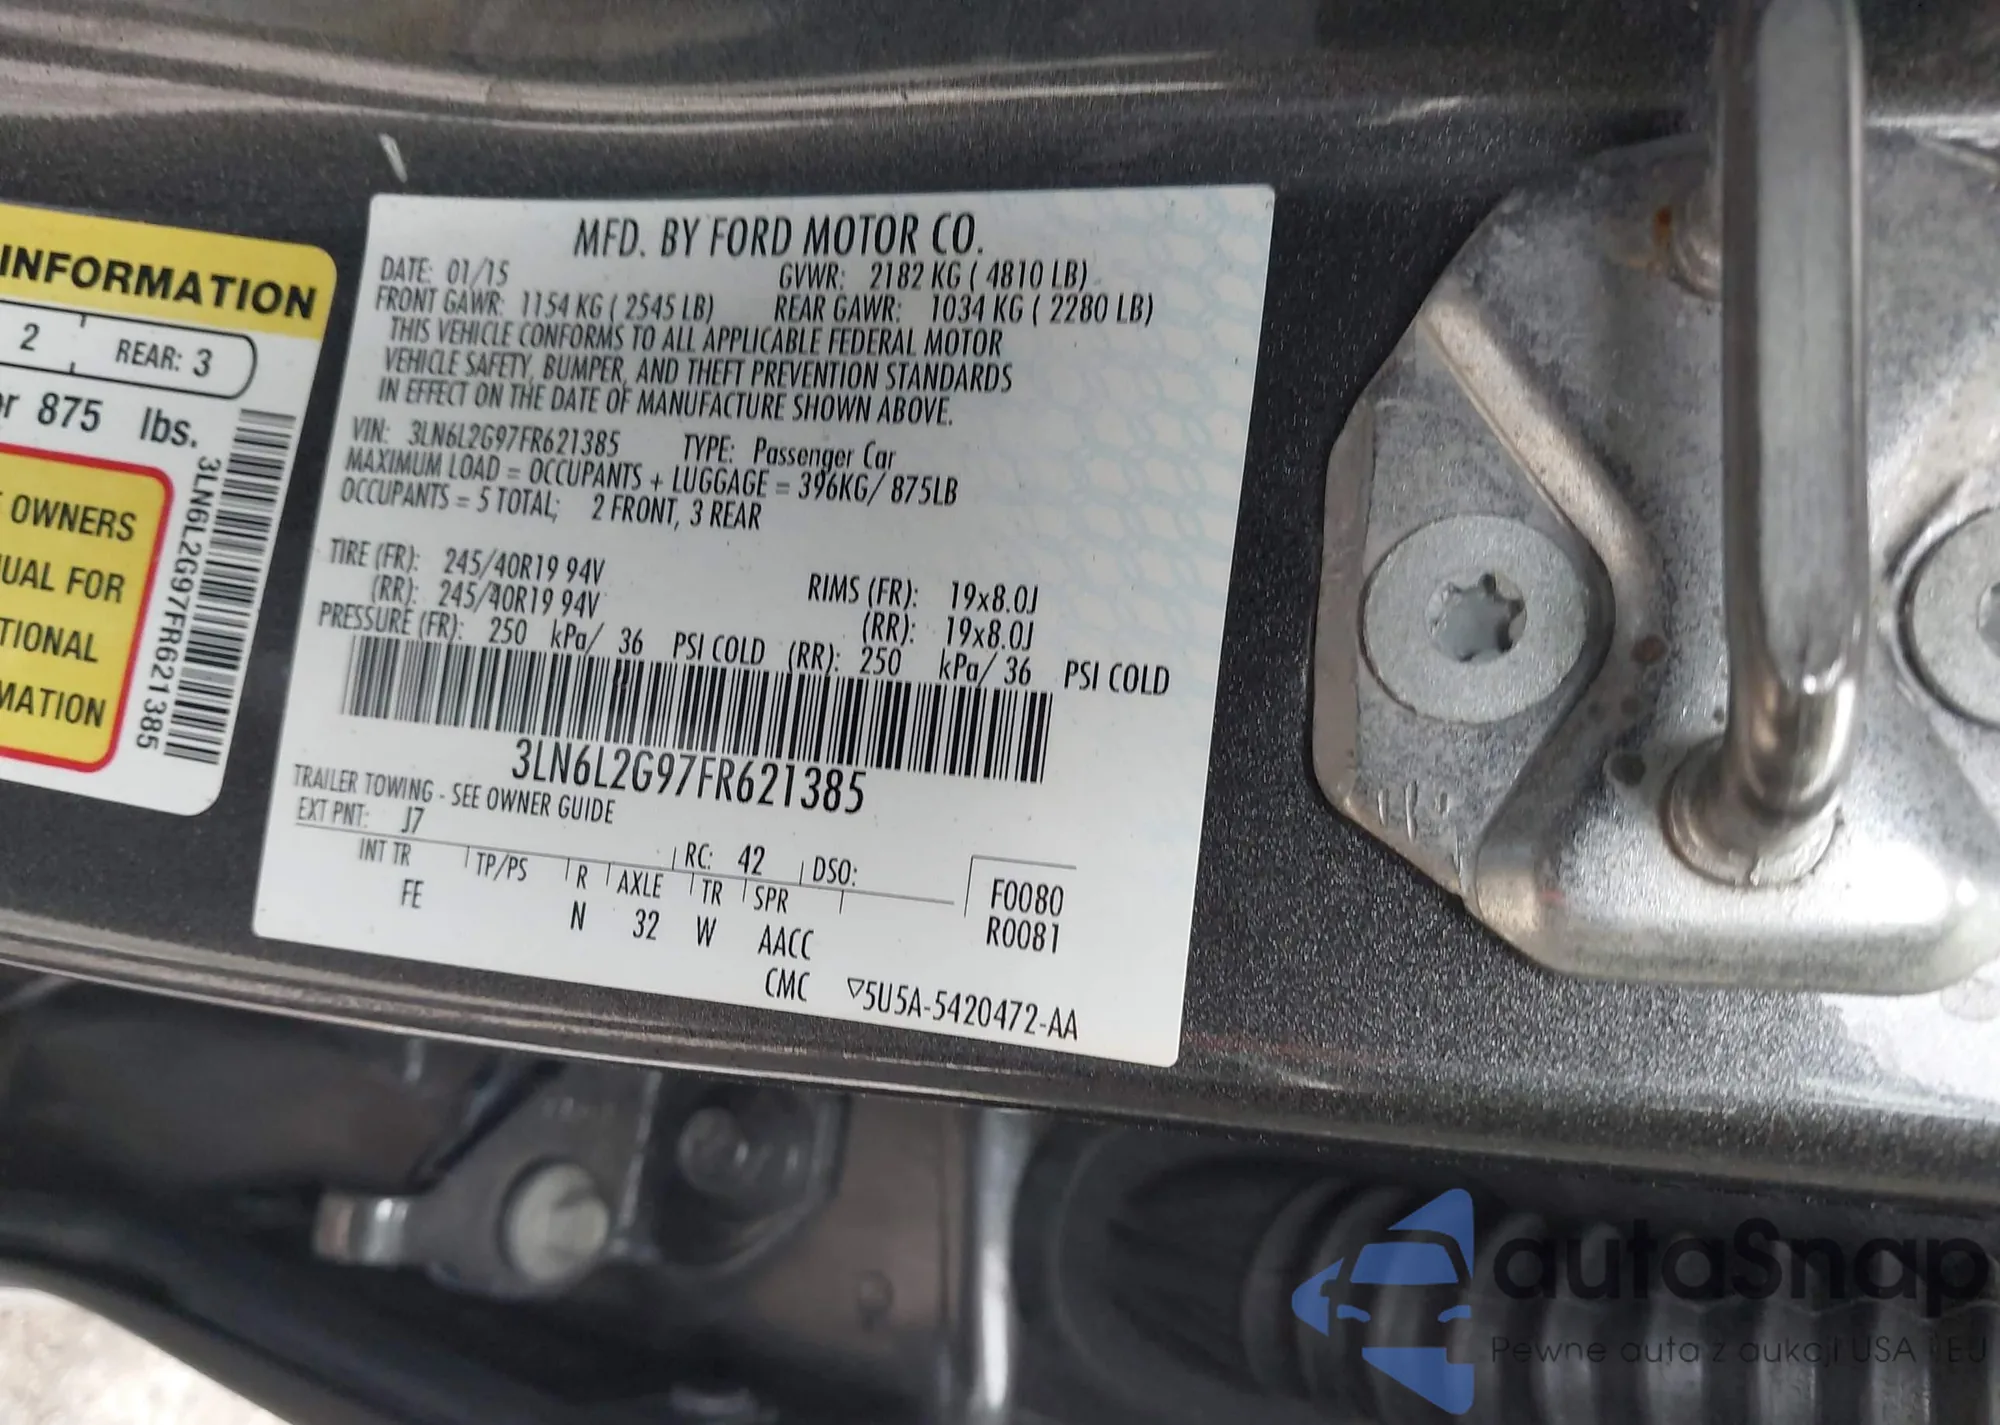 INFORMATION
2 REAR: 3
or 875 lbs.
OWNERS
FOR
3LN6L2G97FR621385
MFD. BY FORD MOTOR CO.
DATE: 01/15 GVWR: 2182 KG ( 4810 LB)
FRONT GAWR: 1154 KG ( 2545 LB) REAR GAWR: 1034 KG ( 2280 LB)
THIS VEHICLE CONFORMS TO ALL APPLICABLE FEDERAL MOTOR
VEHICLE SAFETY, BUMPER, AND THEFT PREVENTION STANDARDS
IN EFFECT ON THE DATE OF MANUFACTURE SHOWN ABOVE.
VIN: 3LN6L2G97FR621385 TYPE: Passenger Car
MAXIMUM LOAD = OCCUPANTS + LUGGAGE = 396KG/ 875LB
OCCUPANTS = 5 TOTAL; 2 FRONT, 3 REAR
TIRE (FR): 245/40R19 94V RIMS (FR): 19x8.0J
(RR): 245/40R19 94V (RR): 19x8.0J
PRESSURE (FR): 250 kPa/ 36 PSI COLD (RR): 250 kPa/ 36 PSI COLD
3LN6L2G97FR621385
TRAILER TOWING - SEE OWNER GUIDE
EXT PNT: J7 RC: 42 DSO:
INT TR TP/PS R AXLE TR SPR F0080
FE N 32 W AACC R0081
CMC ▽5U5A-5420472-AA
autoSnap
Pewne auta z aukcji USA i EU